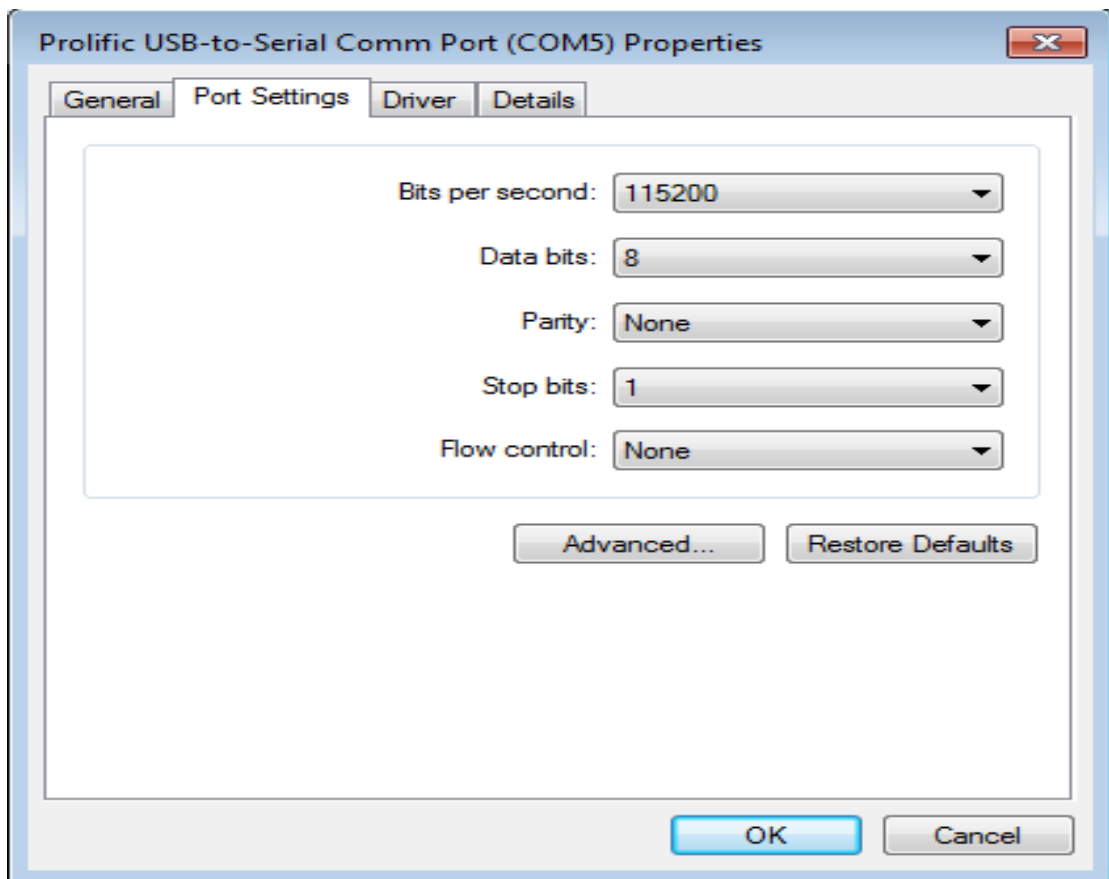 Prolific USB-to-Serial Comm Port (COM5) Properties
General Port Settings Driver Details
Bits per second: 115200
Data bits: 8
Parity: None
Stop bits: 1
Flow control: None
Advanced... Restore Defaults
OK Cancel